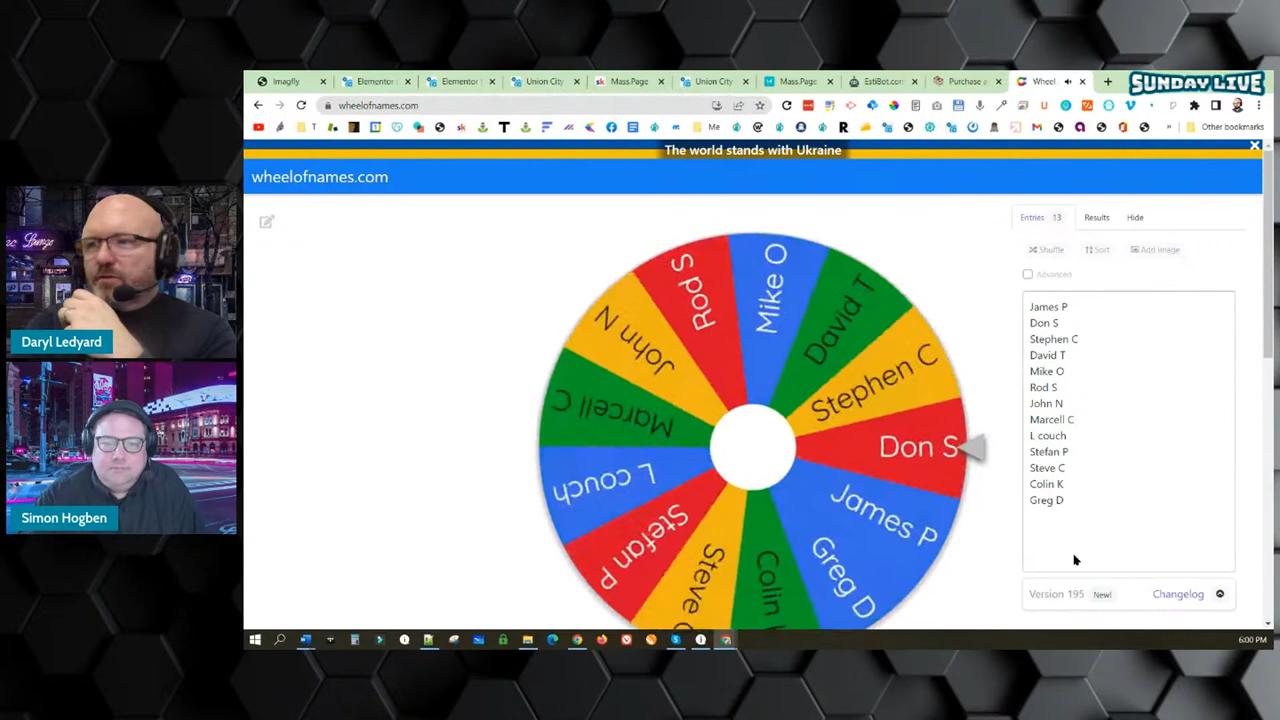 Imagfly
Elementor
Elementor
Union City
Mass.Page
Union City
Mass.Page
EstiBot.com
Purchase a
Wheel
SUNDAY LIVE
wheelofnames.com
Me
Other bookmarks
The world stands with Ukraine
wheelofnames.com
Entries 13
Results
Hide
Shuffle
Sort
Add image
Advanced
James P
Don S
Stephen C
David T
Mike O
Rod S
John N
Marcell C
L couch
Stefan P
Steve C
Colin K
Greg D
Version 195
New!
Changelog
Rod S
Mike O
David T
Stephen C
Don S
James P
Greg D
Colin
Steve C
Stefan P
L couch
Marcell C
John N
Daryl Ledyard
Simon Hogben
6:00 PM